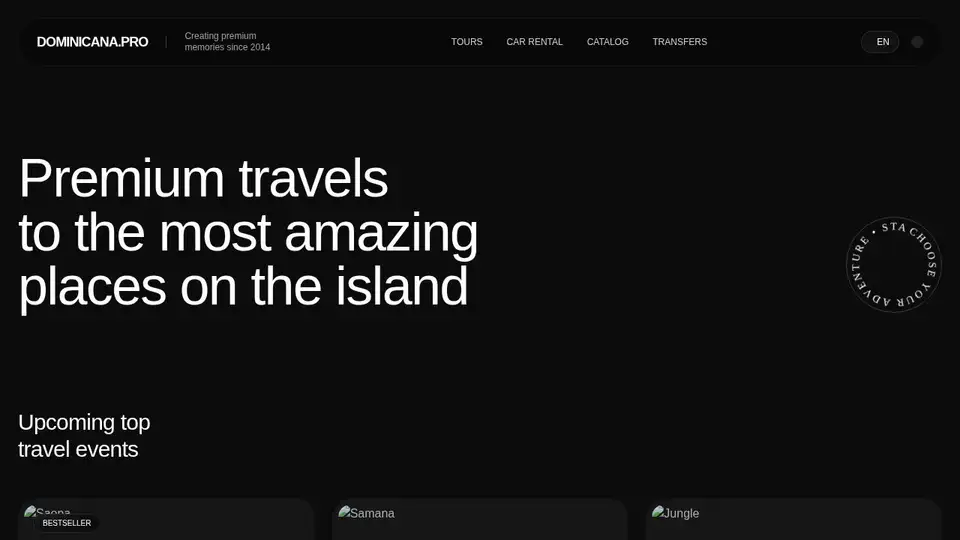 DOMINICANA.PRO
Creating premium
memories since 2014
TOURS
CAR RENTAL
CATALOG
TRANSFERS
EN
Premium travels
to the most amazing
places on the island
CHOOSE YOUR ADVENTURE • STA
Upcoming top
travel events
Saona
BESTSELLER
Samana
Jungle